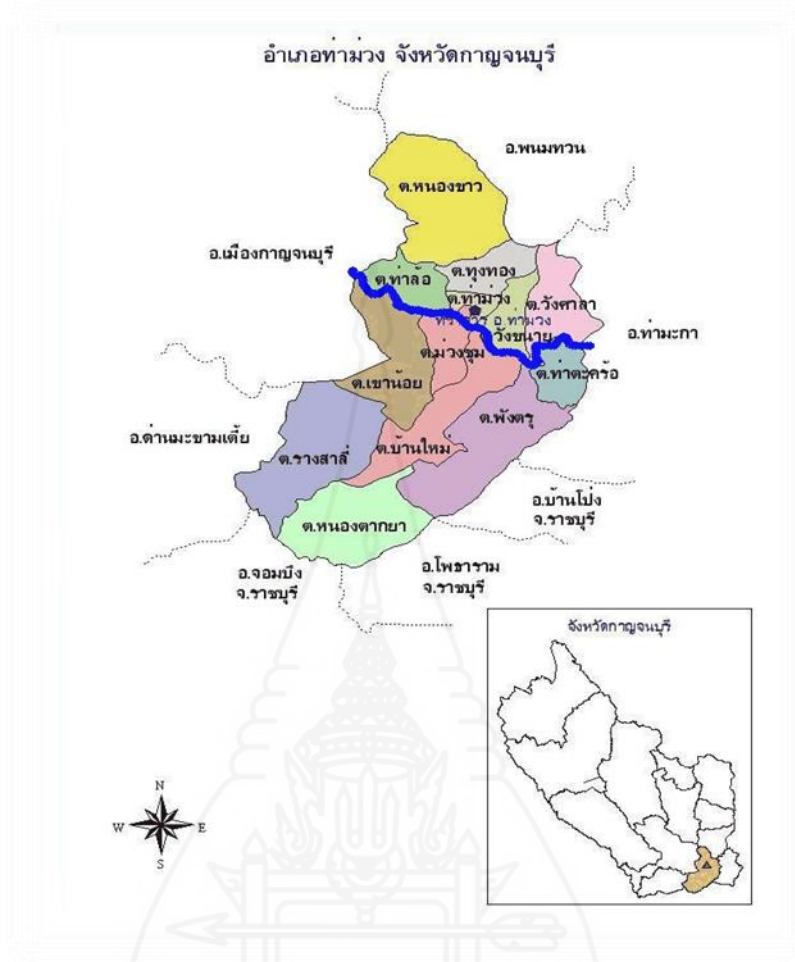 อำเภอท่าม่วง จังหวัดกาญจนบุรี
อ.พนมทวน
ต.หนองขาว
อ.เมืองกาญจนบุรี
ต.ทุ่งทอง
ต.ท่าล้อ
ต.ท่าม่วง
ต.วังศาลา
อ.ท่าม่วง
อ.ท่ามะกา
วังขนาย
ต.ม่วงชุม
ต.ท่าตะคร้อ
ต.เขาน้อย
ต.พังตรุ
อ.ด่านมะขามเตี้ย
ต.บ้านใหม่
ต.รางสาลี่
อ.บ้านโป่ง
จ.ราชบุรี
ต.หนองตากยา
อ.จอมบึง
จ.ราชบุรี
อ.โพธาราม
จ.ราชบุรี
จังหวัดกาญจนบุรี
N
W E
S